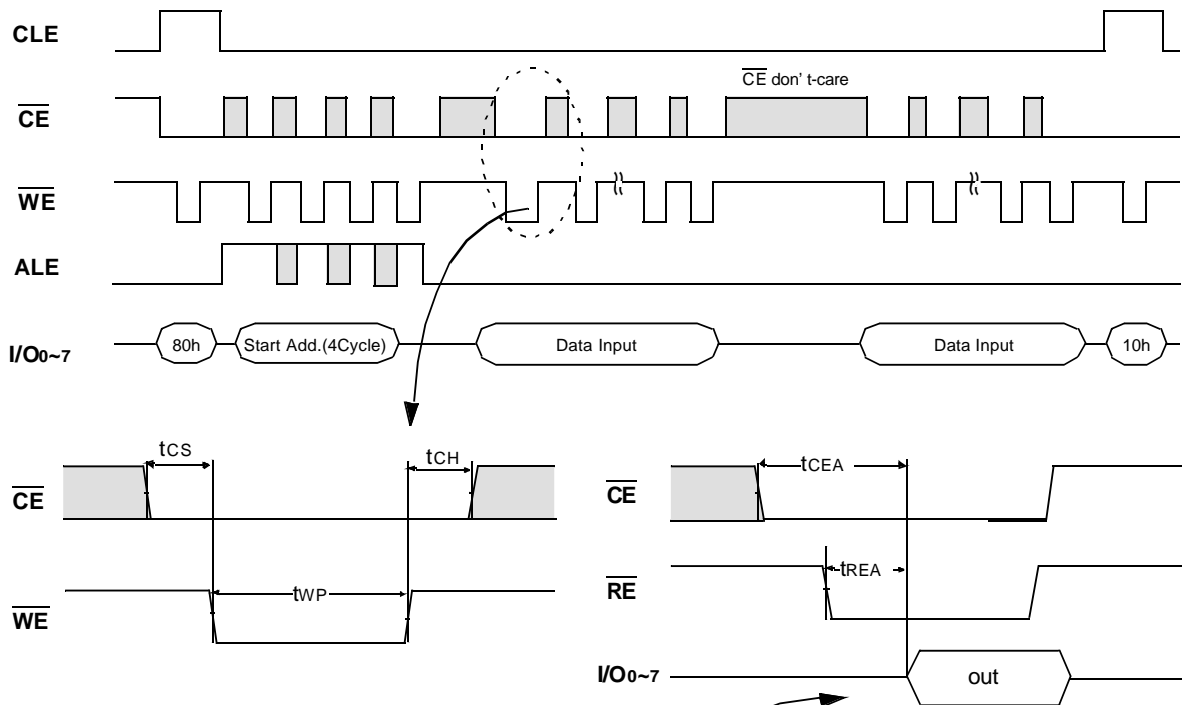 CLE
CE don' t-care
CE
WE
ALE
I/O0~7 80h Start Add.(4Cycle) Data Input Data Input 10h
tCS tCH
CE
tWP
WE
tCEA
CE
tREA
RE
I/O0~7 out